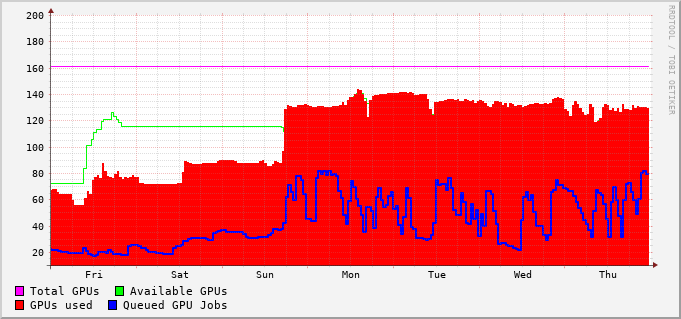 RRDTOOL / TOBI OETIKER
200
180
160
140
120
100
80
60
40
20
Fri Sat Sun Mon Tue Wed Thu
Total GPUs Available GPUs
GPUs used Queued GPU Jobs